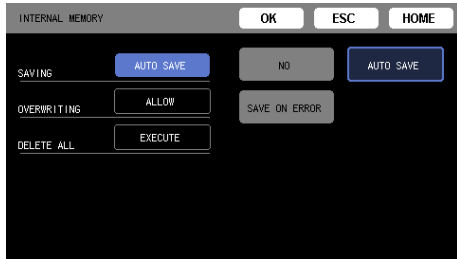 INTERNAL MEMORY OK ESC HOME
SAVING AUTO SAVE NO AUTO SAVE
OVERWRITING ALLOW SAVE ON ERROR
DELETE ALL EXECUTE